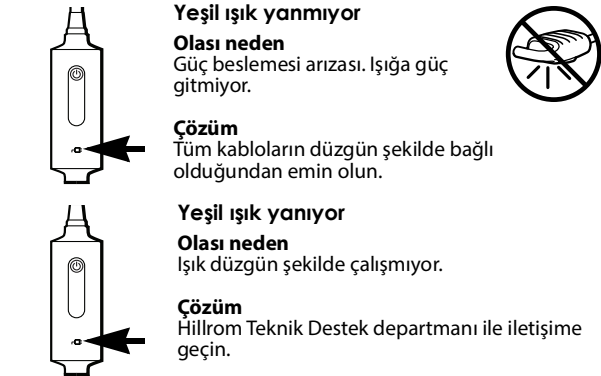 Yeşil ışık yanmıyor
Olası neden
Güç beslemesi arızası. Işığa güç
gitmiyor.
Çözüm
Tüm kabloların düzgün şekilde bağlı
olduğundan emin olun.
Yeşil ışık yanıyor
Olası neden
Işık düzgün şekilde çalışmıyor.
Çözüm
Hillrom Teknik Destek departmanı ile iletişime
geçin.